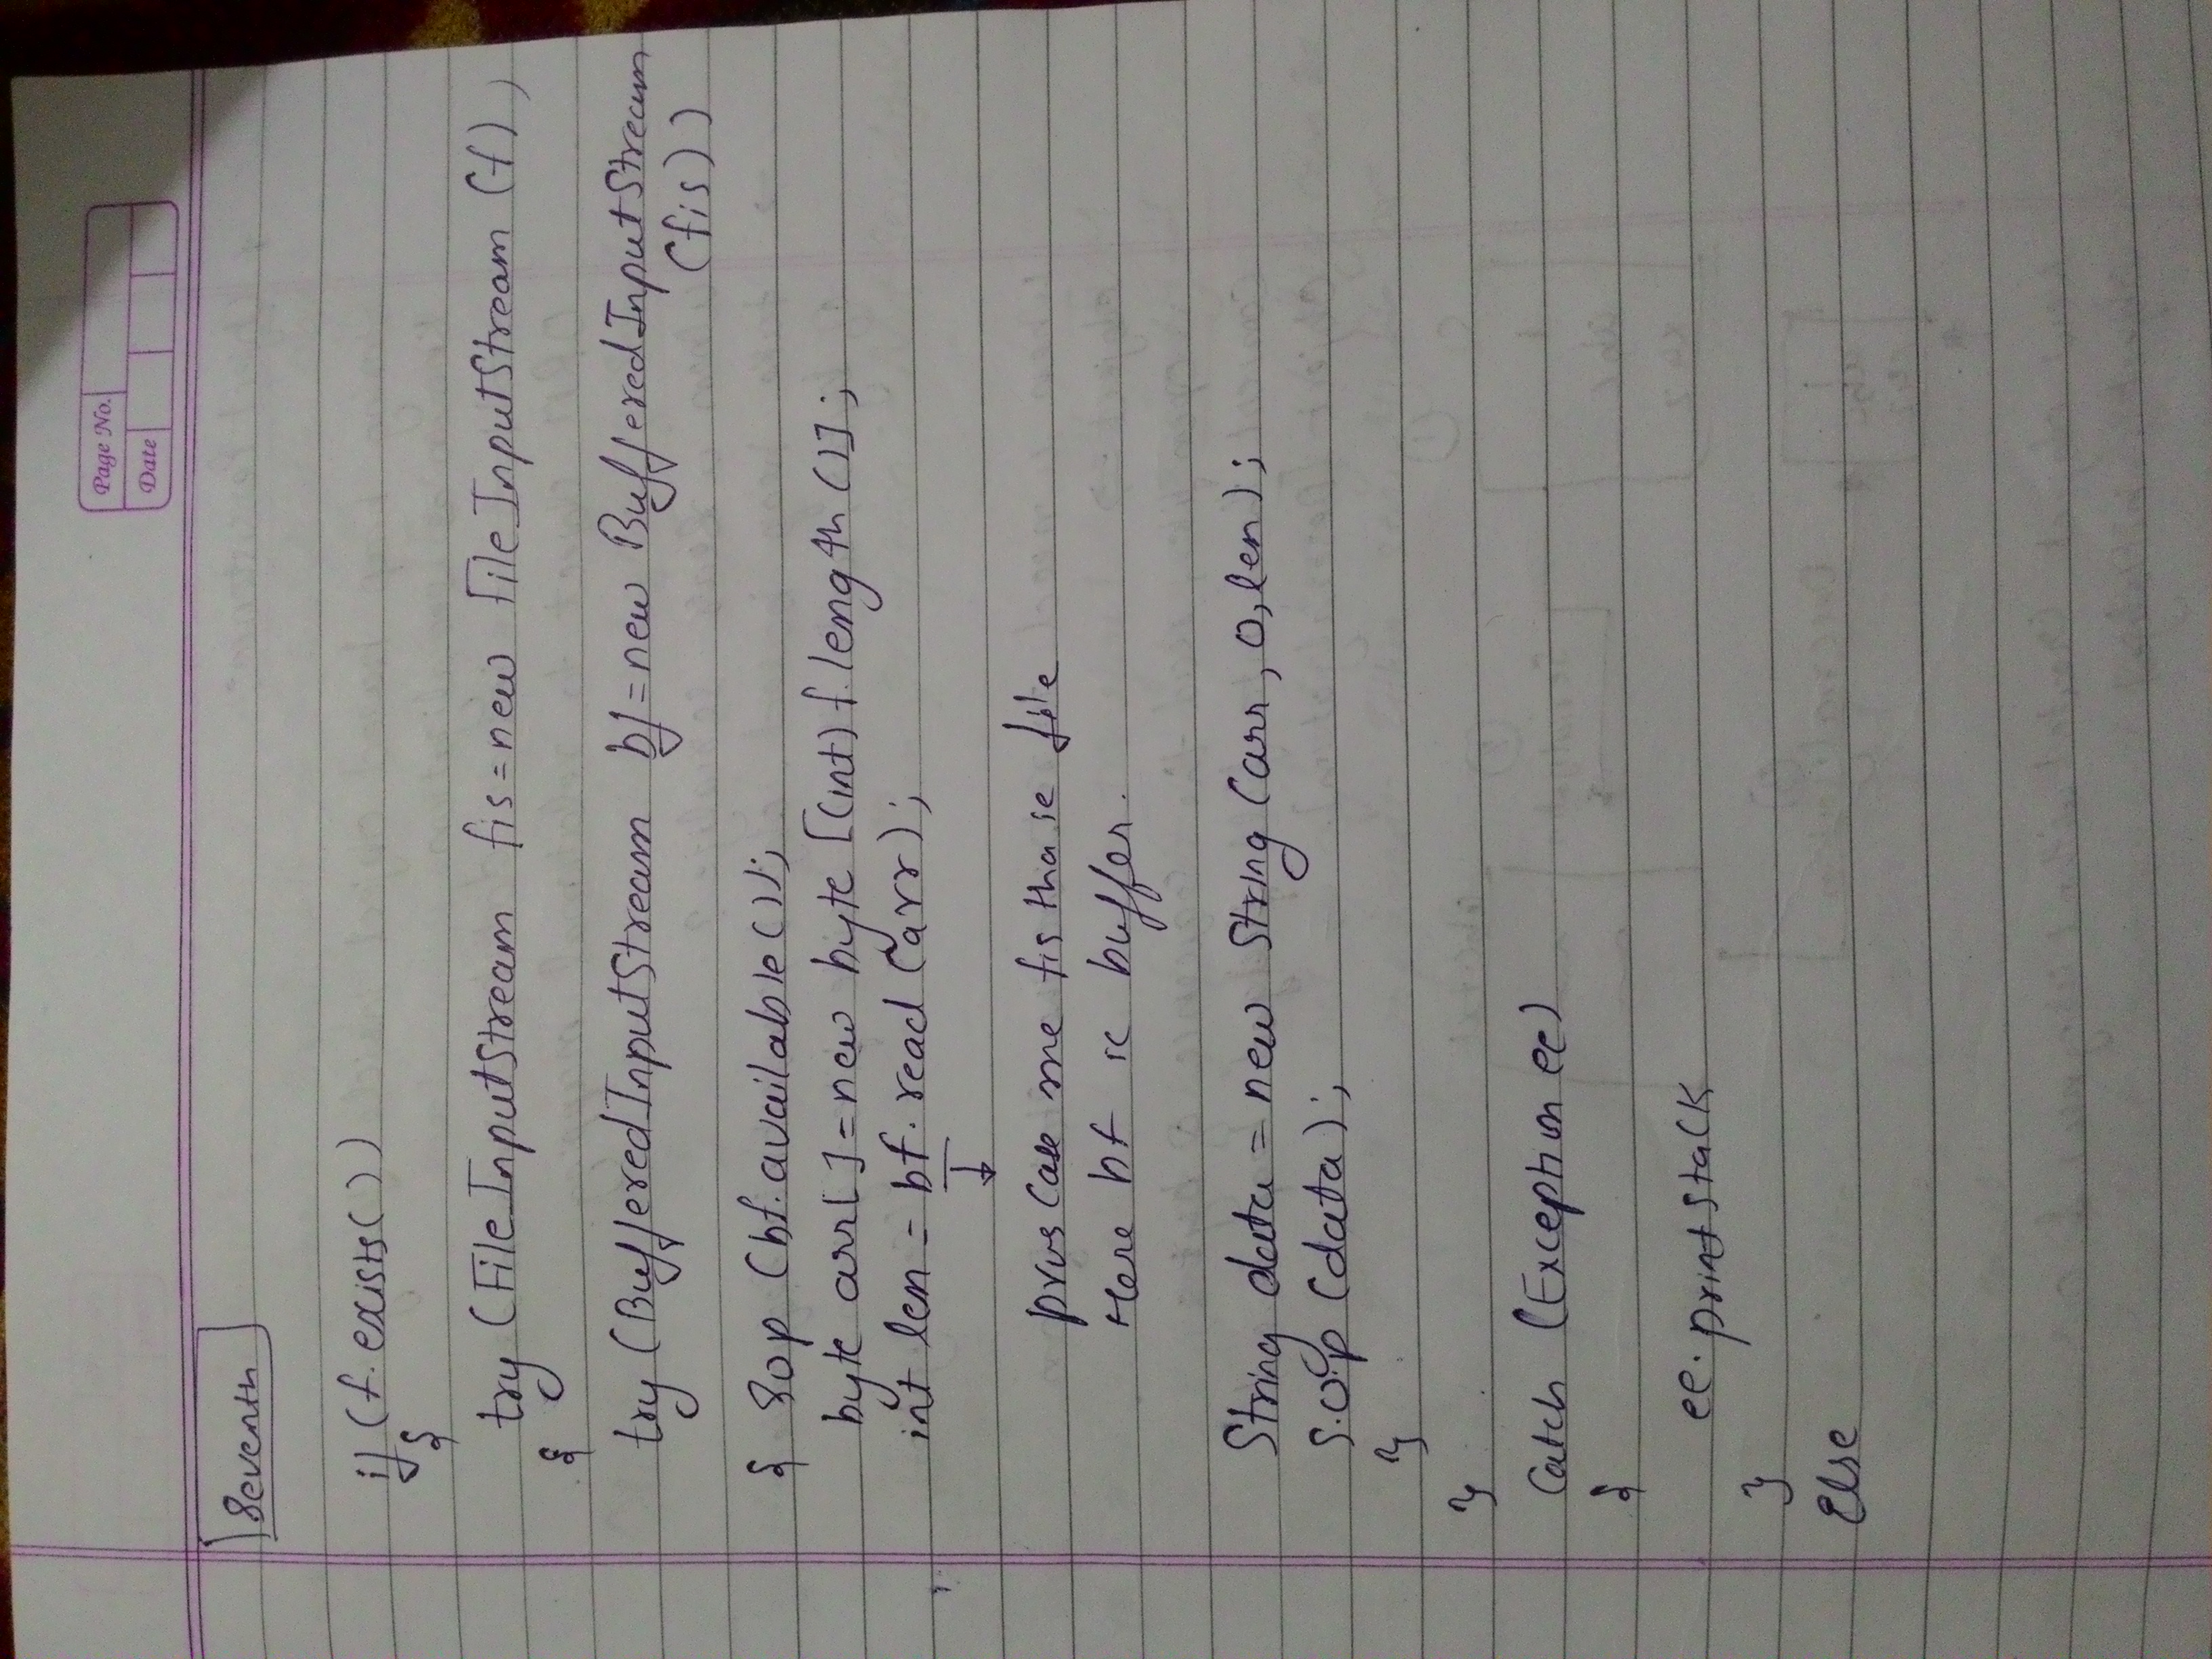 Page No.
Date
Seventh
if (f.exists())
{
try (FileInputStream fis = new FileInputStream (f))
{
try (BufferedInputStream bf = new BufferedInputStream
(fis))
{ Sop (bf.available());
byte arr[] = new byte [(int) f.length ()];
int len = bf.read (arr);
↓
prvs case me fis tha ie file
Here bf ie buffer.
String data = new String (arr, 0, len);
S.O.P (data);
}
}
Catch (Exception ee)
{
ee.printstack
}
Else